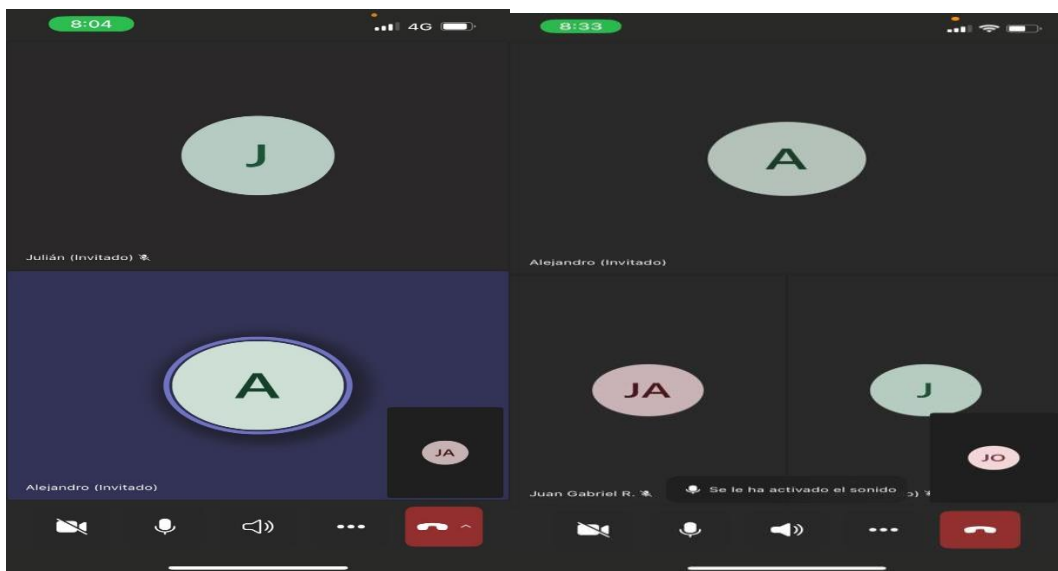 8:04
4G
J
Julián (Invitado)
A
JA
Alejandro (Invitado)
8:33
A
Alejandro (Invitado)
JA
J
JO
Juan Gabriel R.
Se le ha activado el sonido